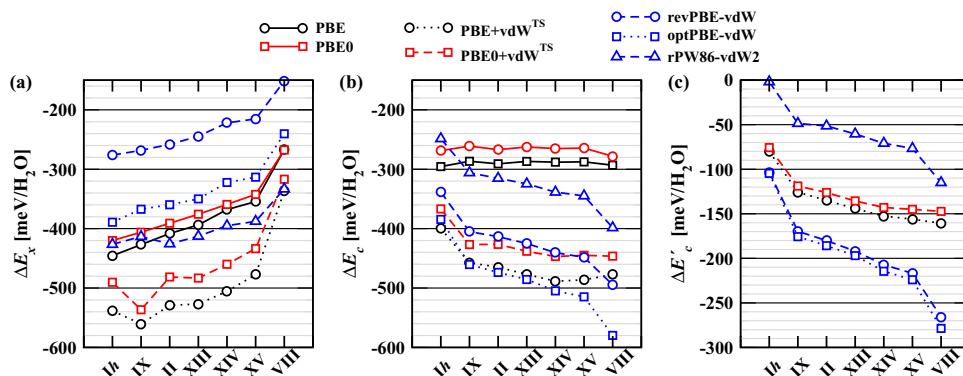 PBE
PBE0
PBE+vdW^TS
PBE0+vdW^TS
revPBE-vdW
optPBE-vdW
rPW86-vdW2
(a)
(b)
(c)
-200
-300
-400
-500
-600
ΔE_x [meV/H_2O]
Ih IX II XIII XIV XV VIII
-200
-300
-400
-500
-600
ΔE_c [meV/H_2O]
Ih IX II XIII XIV XV VIII
0
-50
-100
-150
-200
-250
-300
ΔE′_c [meV/H_2O]
Ih IX II XIII XIV XV VIII